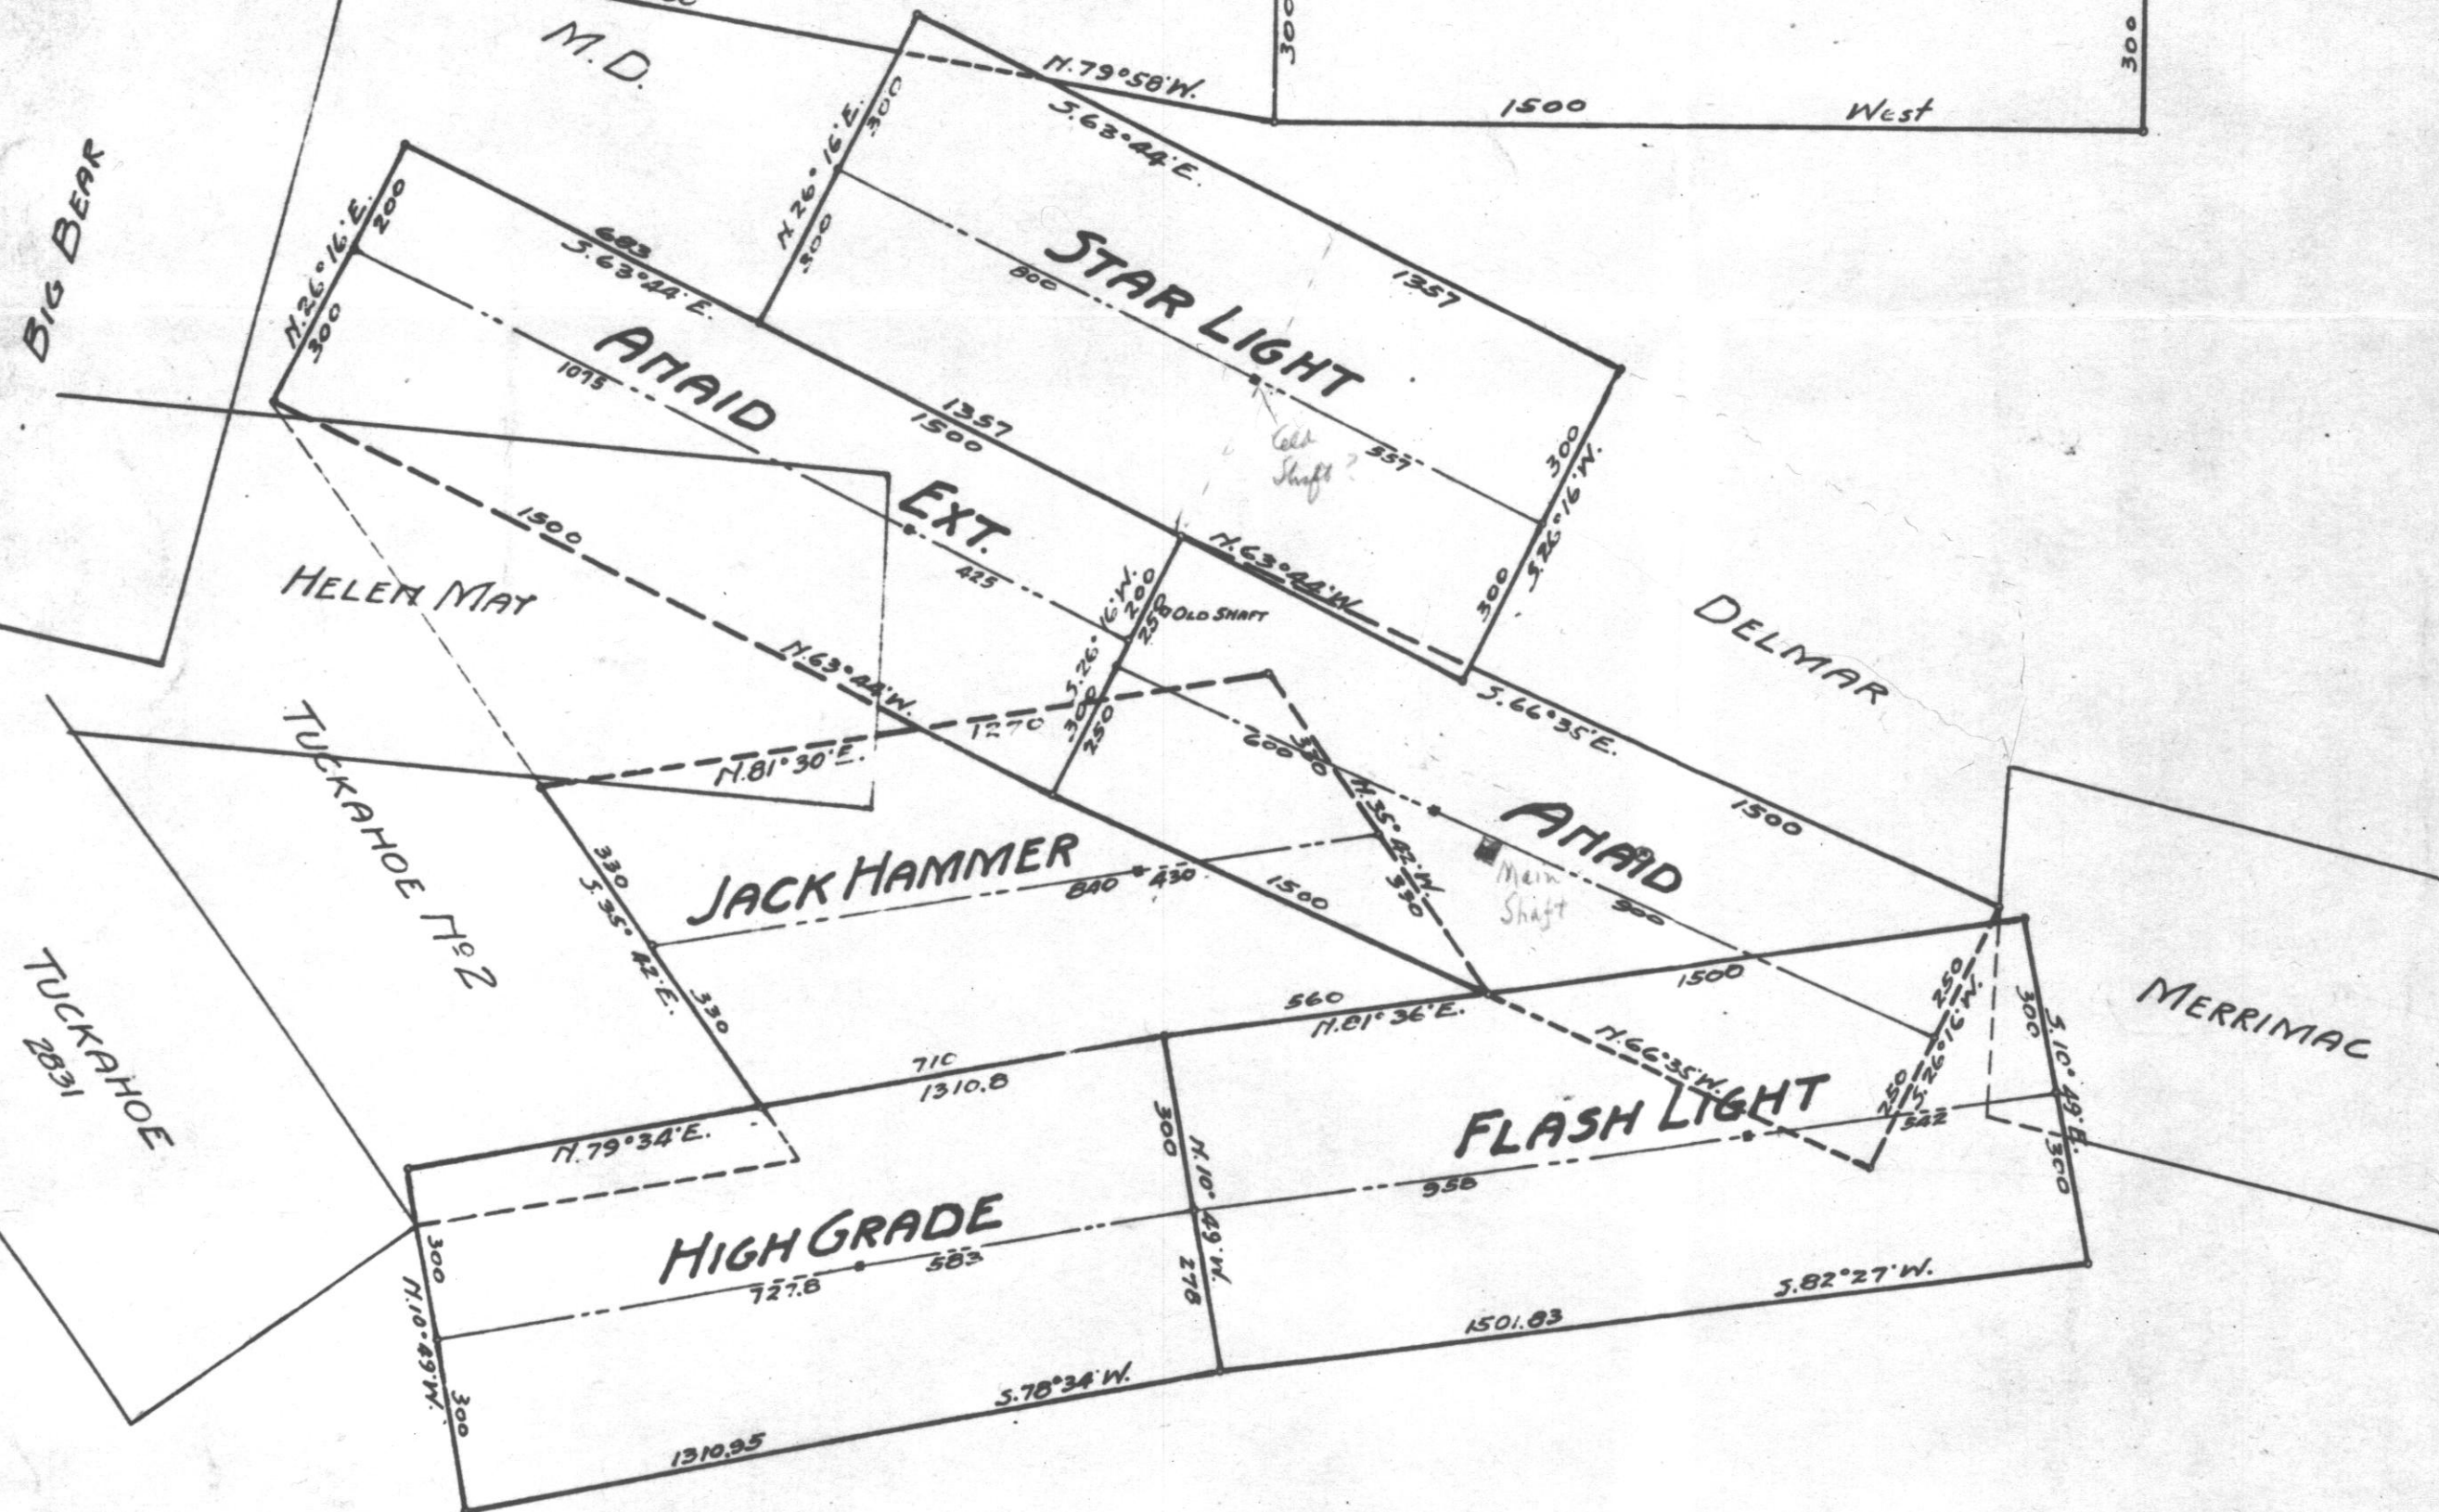 M.D.
N.79°58'W.
300
1500
West
300
BIG BEAR
N.26°16'E.
300
300
S.63°44'E.
N.26°16'E.
200
300
683
S.63°44'E.
STAR LIGHT
800
557
1357
300
300
S.26°16'W.
Shaft?
ANAID
EXT.
1075
425
1357
1500
1500
N.63°44'W.
HELEN MAY
S.26°16'W.
200
250
300
250
OLD SHAFT
N.63°44'W.
S.66°35'E.
1500
DELMAR
TUCKAHOE No 2
N.81°30'E.
1270
600
330
N.35°42'W.
330
ANAID
900
Main
Shaft
JACK HAMMER
840
430
330
S.35°42'E.
330
1500
560
N.81°36'E.
1500
250
S.26°16'W.
250
MERRIMAC
TUCKAHOE
2831
N.79°34'E.
710
1310.8
300
N.10°49'W.
278
N.66°35'W.
FLASH LIGHT
958
542
300
S.10°49'E.
300
HIGH GRADE
727.8
583
300
N.10°49'W.
300
S.78°34'W.
1310.95
S.82°27'W.
1501.83